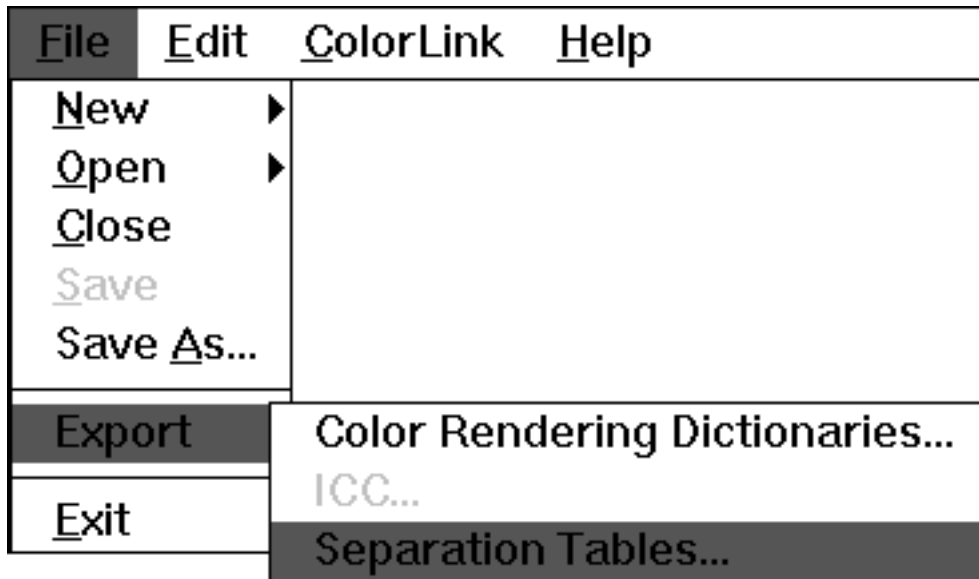 File Edit ColorLink Help
New
Open
Close
Save
Save As...
Export
Color Rendering Dictionaries...
ICC...
Separation Tables...
Exit